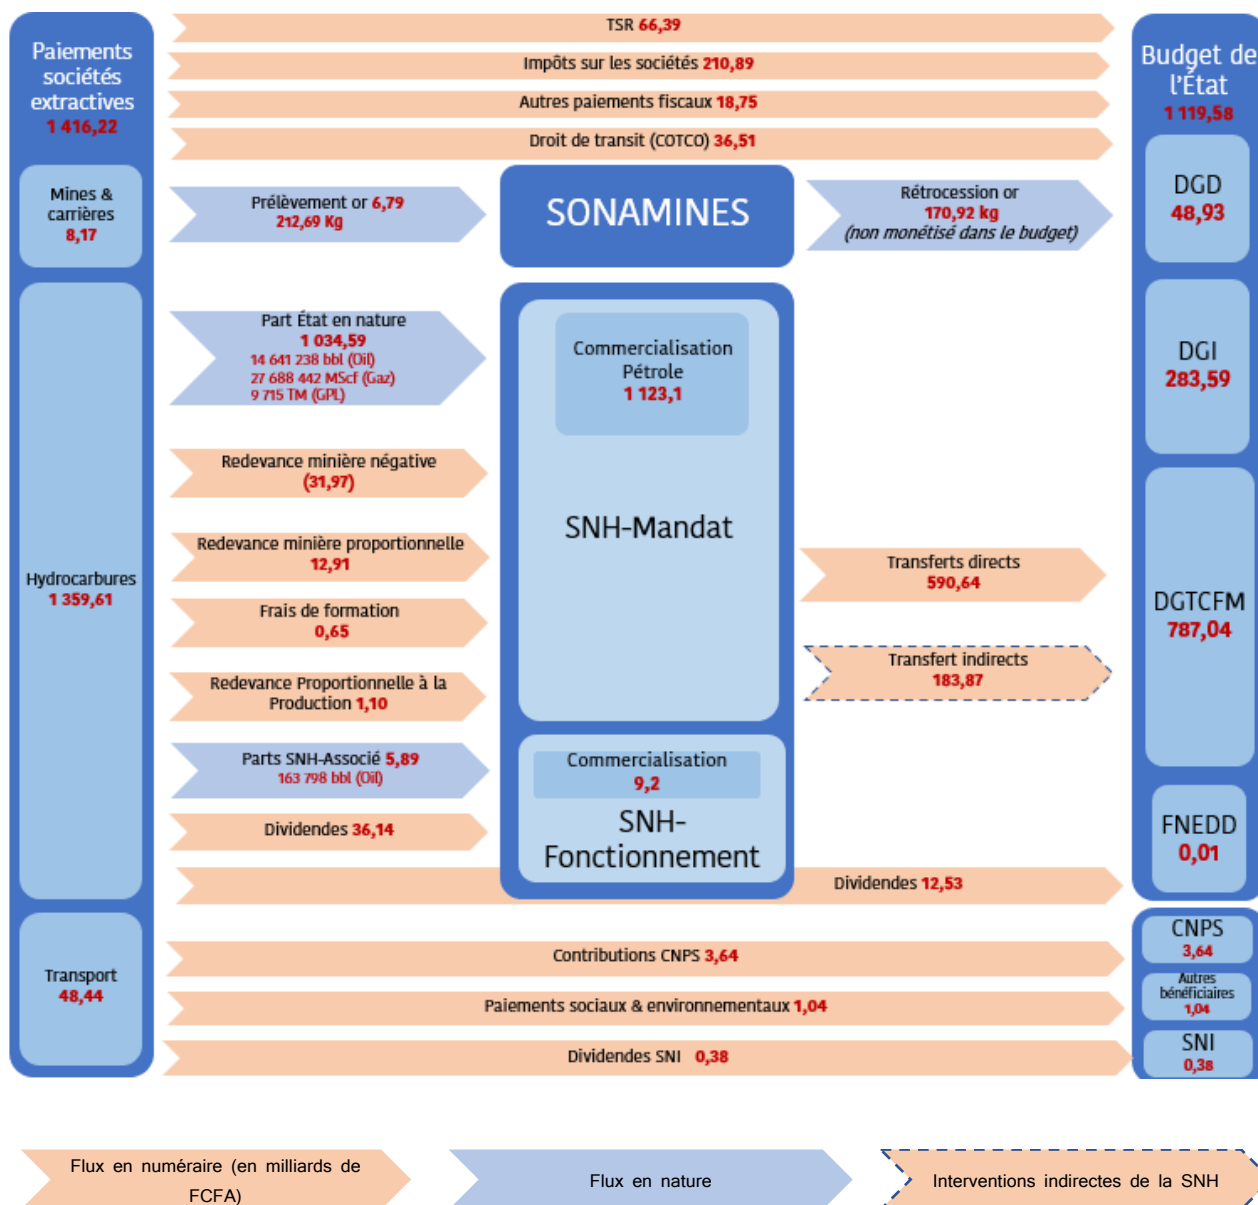 Paiements
sociétés
extractives
1 416,22
Mines &
carrières
8,17
Hydrocarbures
1 359,61
Transport
48,44
TSR 66,39
Impôts sur les sociétés 210,89
Autres paiements fiscaux 18,75
Droit de transit (COTCO) 36,51
Prélèvement or 6,79
212,69 Kg
SONAMINES
Rétrocession or
170,92 kg
(non monétisé dans le budget)
Part État en nature
1 034,59
14 641 238 bbl (Oil)
27 688 442 MScf (Gaz)
9 715 TM (GPL)
Redevance minière négative
(31,97)
Redevance minière proportionnelle
12,91
Frais de formation
0,65
Redevance Proportionnelle à la
Production 1,10
Parts SNH-Associé 5,89
163 798 bbl (Oil)
Dividendes 36,14
Commercialisation
Pétrole
1 123,1
SNH-Mandat
Commercialisation
9,2
SNH-
Fonctionnement
Transferts directs
590,64
Transfert indirects
183,87
Dividendes 12,53
Contributions CNPS 3,64
Paiements sociaux & environnementaux 1,04
Dividendes SNI 0,38
Budget de
l'État
1 119,58
DGD
48,93
DGI
283,59
DGTCFM
787,04
FNEDD
0,01
CNPS
3,64
Autres
bénéficiaires
1,04
SNI
0,38
Flux en numéraire (en milliards de
FCFA)
Flux en nature
Interventions indirectes de la SNH